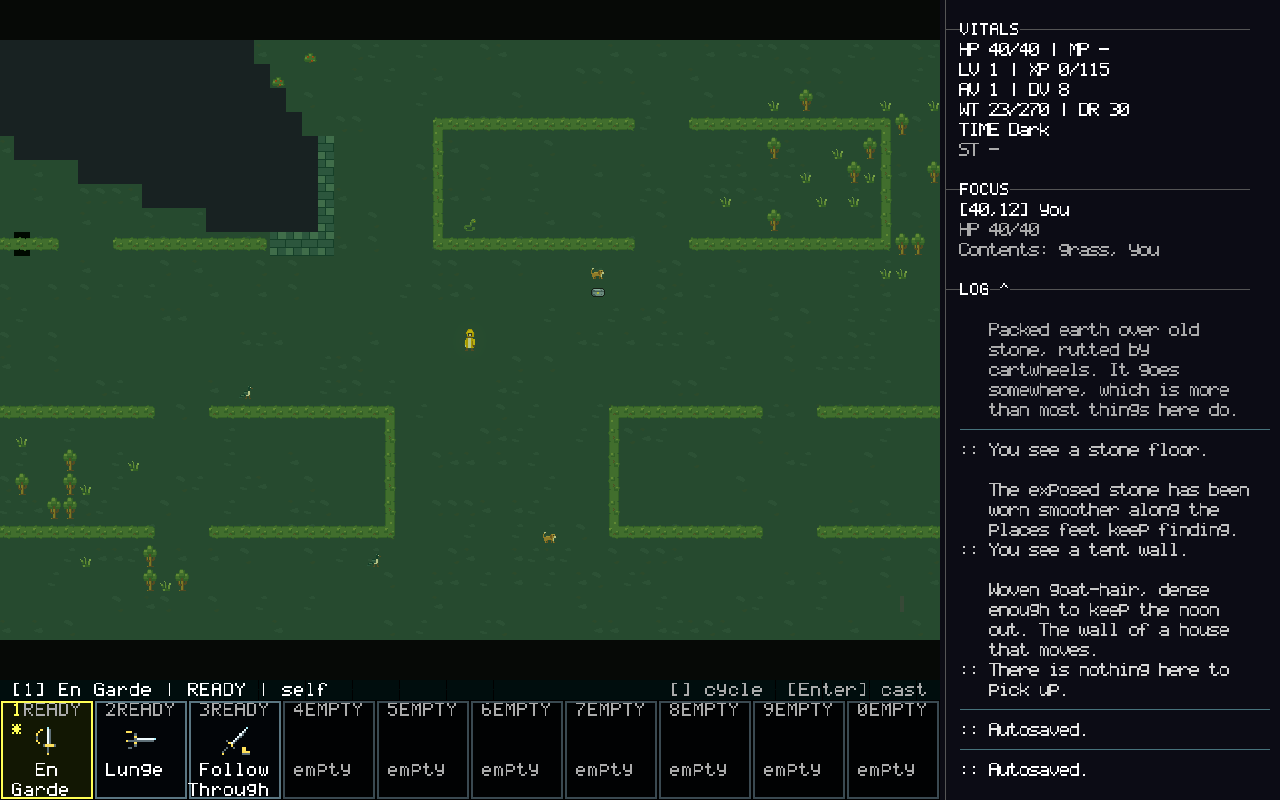 VITALS
HP 40/40 | MP -
LV 1 | XP 0/115
AV 1 | DV 8
WT 23/270 | DR 30
TIME Dark
ST -
FOCUS
[40,12] You
HP 40/40
Contents: grass, You
LOG ^
Packed earth over old
stone, rutted by
cartwheels. It goes
somewhere, which is more
than most things here do.
:: You see a stone floor.
The exposed stone has been
worn smoother along the
places feet keep finding.
:: You see a tent wall.
Woven goat-hair, dense
enough to keep the noon
out. The wall of a house
that moves.
:: There is nothing here to
pick up.
:: Autosaved.
:: Autosaved.
[1] En Garde | READY | self
[] cycle [Enter] cast
1READY 2READY 3READY 4EMPTY 5EMPTY 6EMPTY 7EMPTY 8EMPTY 9EMPTY 0EMPTY
*
En Garde
Lunge
Follow Through
empty empty empty empty empty empty empty